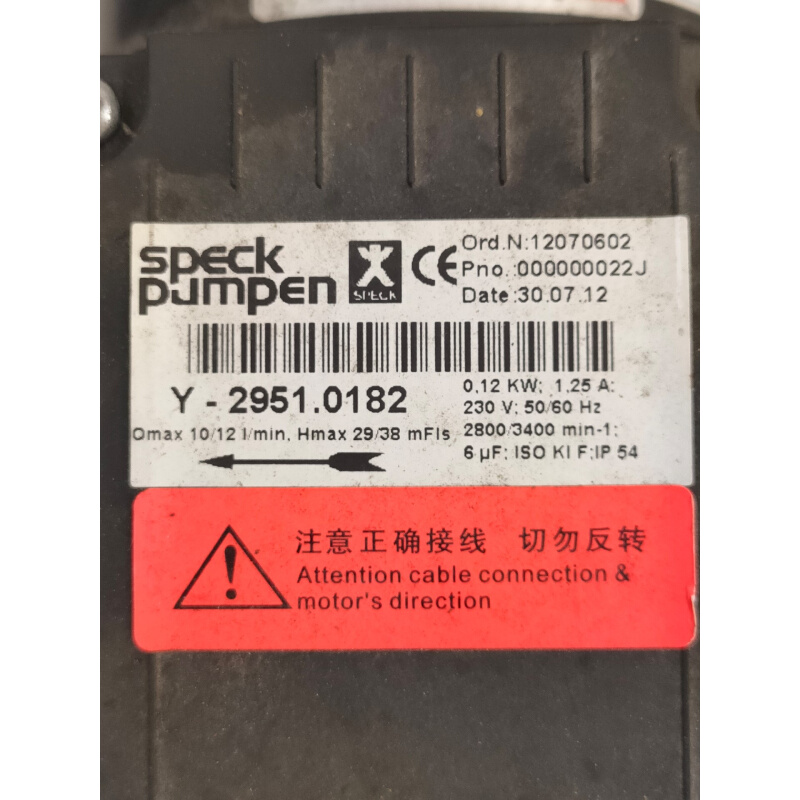 speck
pumpen
SPECK
CE
Ord.N:12070602
Pno.:000000022J
Date:30.07.12
Y - 2951.0182
Qmax 10/12 l/min, Hmax 29/38 mFls
0,12 KW; 1,25 A;
230 V; 50/60 Hz
2800/3400 min-1;
6 µF; ISO Kl F;IP 54
注意正确接线 切勿反转
Attention cable connection &
motor's direction